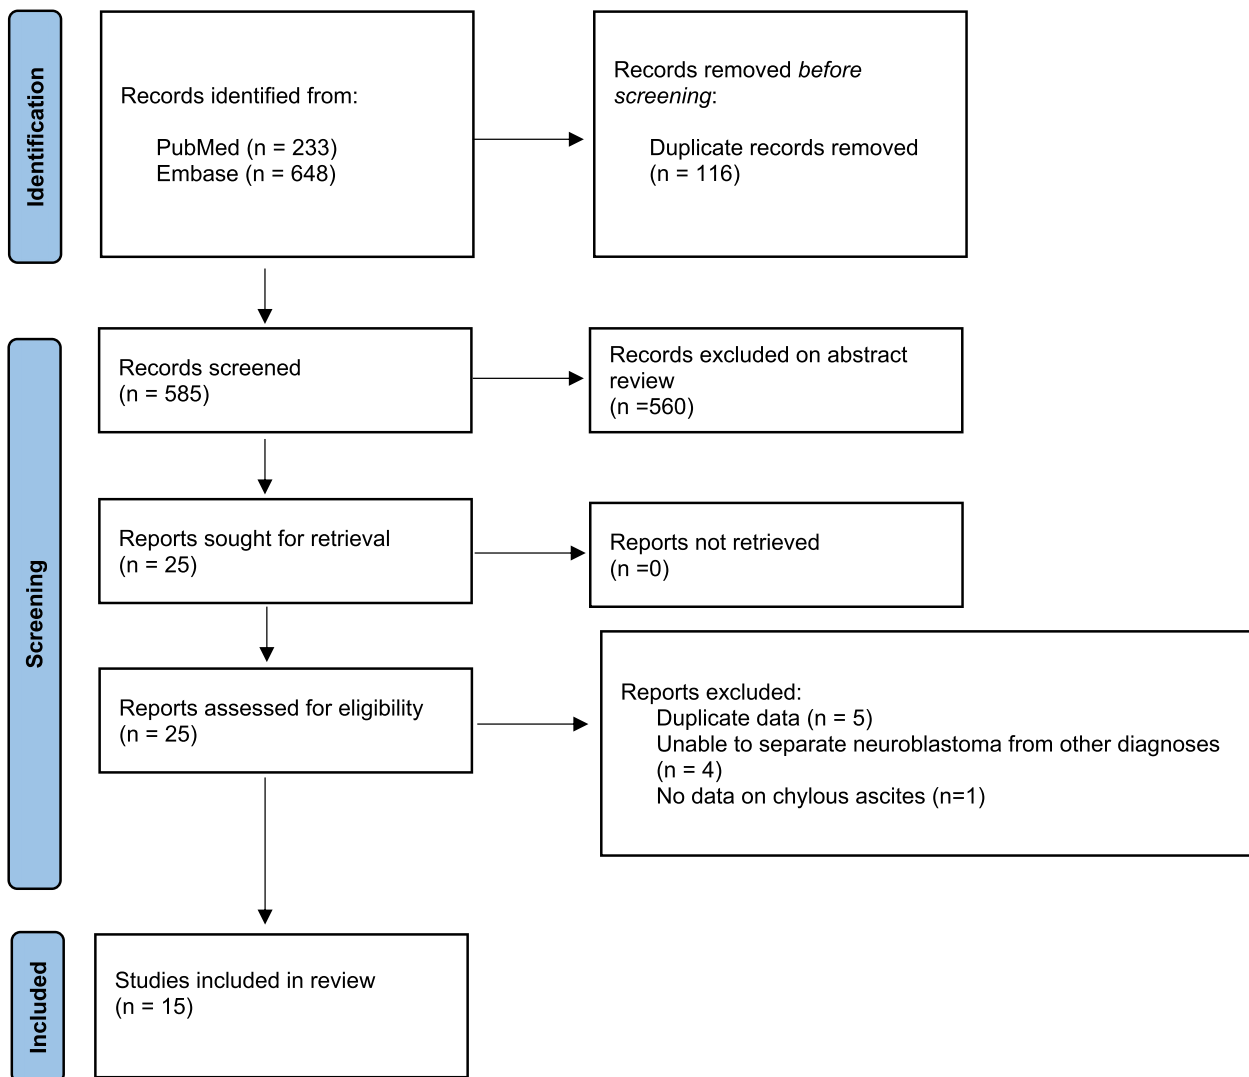 Identification
Records identified from:
PubMed (n = 233)
Embase (n = 648)
Records removed before
screening:
Duplicate records removed
(n = 116)
Screening
Records screened
(n = 585)
Records excluded on abstract
review
(n =560)
Reports sought for retrieval
(n = 25)
Reports not retrieved
(n =0)
Reports assessed for eligibility
(n = 25)
Reports excluded:
Duplicate data (n = 5)
Unable to separate neuroblastoma from other diagnoses
(n = 4)
No data on chylous ascites (n=1)
Included
Studies included in review
(n = 15)